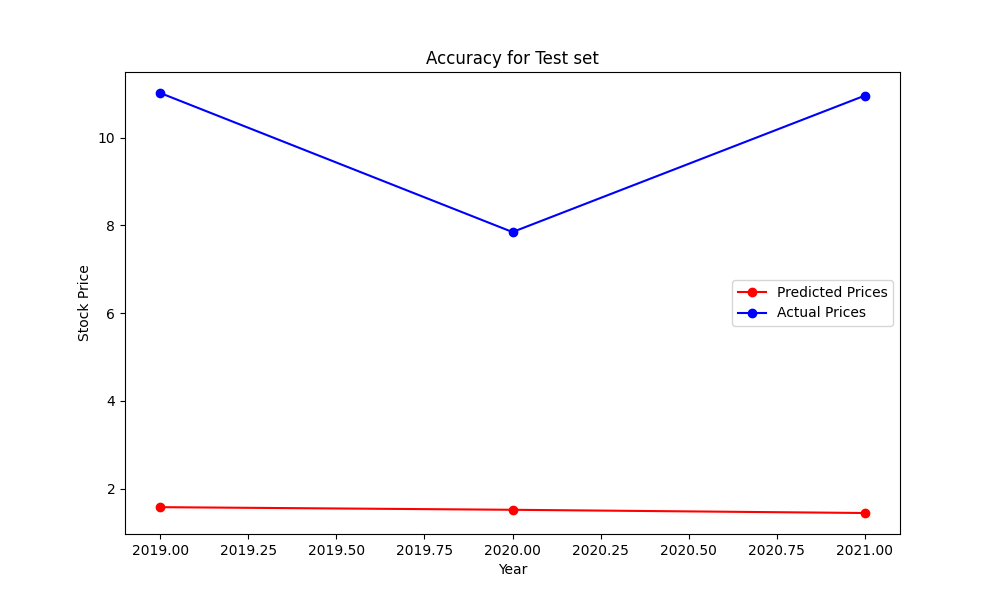 Accuracy for Test set
Stock Price
10
8
6
4
2
Predicted Prices
Actual Prices
2019.00 2019.25 2019.50 2019.75 2020.00 2020.25 2020.50 2020.75 2021.00
Year